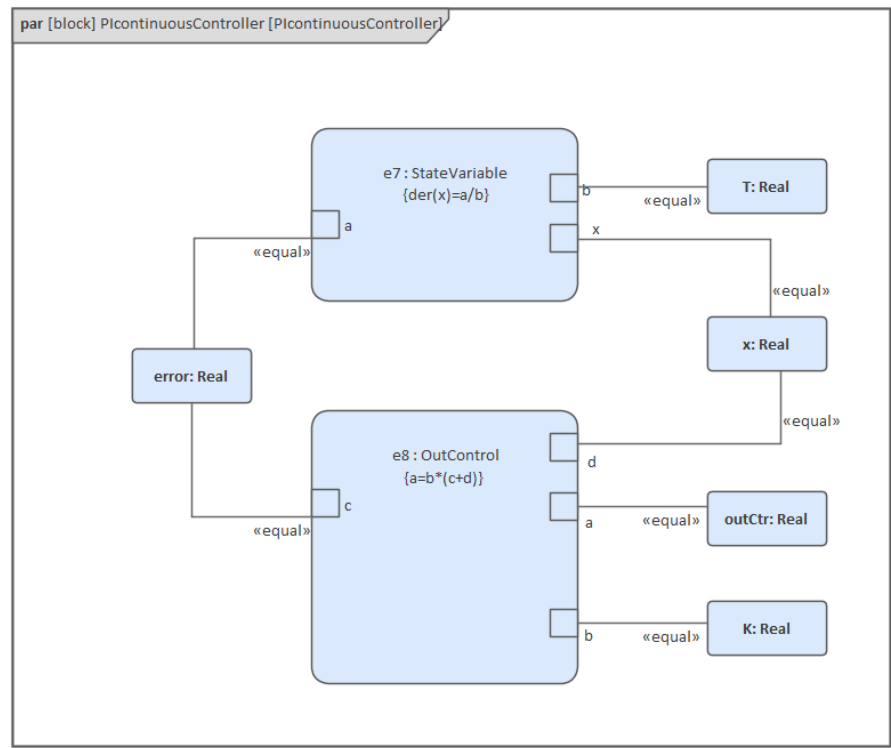 par [block] PIcontinuousController [PIcontinuousController]
e7 : StateVariable
{der(x)=a/b}
b
T: Real
«equal»
a
x
«equal»
«equal»
x: Real
error: Real
«equal»
e8 : OutControl
{a=b*(c+d)}
d
c
a
«equal»
outCtr: Real
«equal»
b
«equal»
K: Real